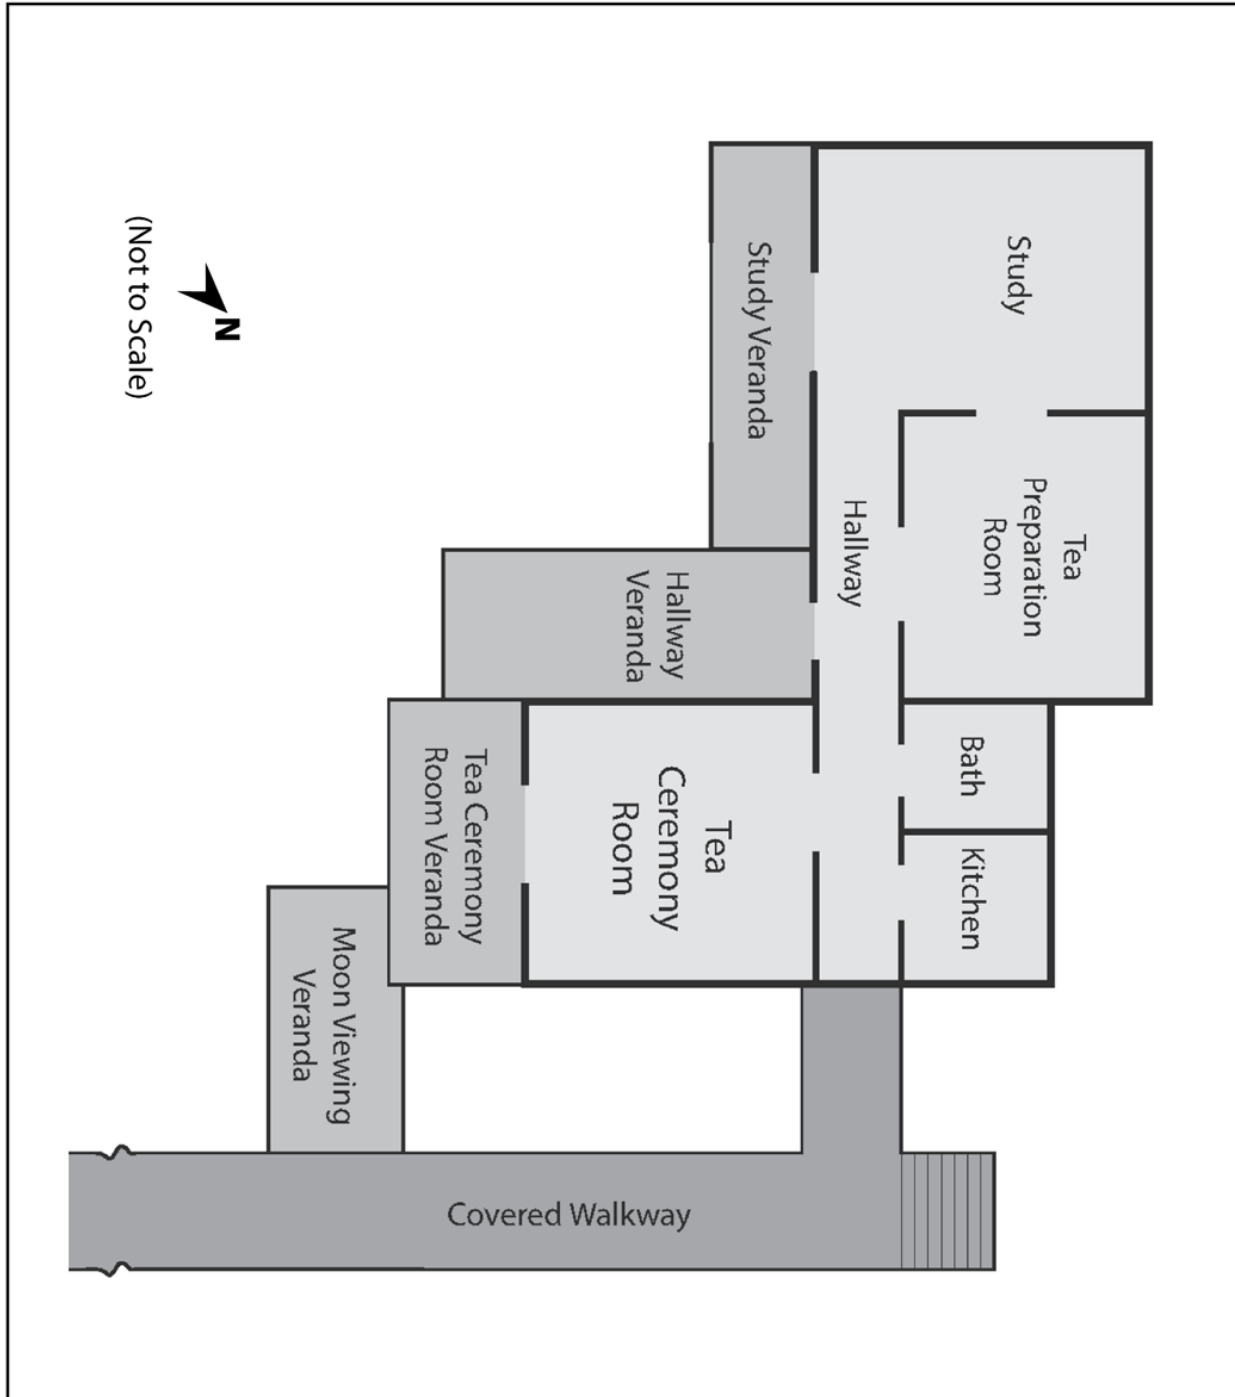 Study
Tea
Preparation
Room
Study Veranda
Hallway
Hallway
Veranda
Bath
Kitchen
Tea
Ceremony
Room
Tea Ceremony
Room Veranda
Moon Viewing
Veranda
Covered Walkway
N
(Not to Scale)